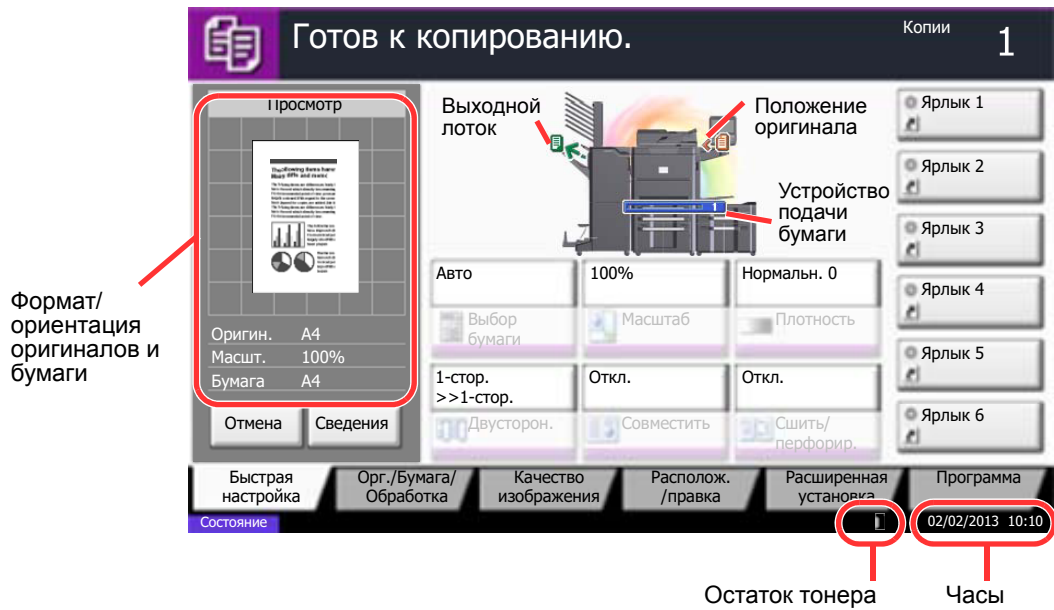 Готов к копированию.
Копии
1
Просмотр
Оригин. A4
Масшт. 100%
Бумага A4
Отмена
Сведения
Формат/
ориентация
оригиналов и
бумаги
Выходной
лоток
Положение
оригинала
Устройство
подачи
бумаги
1
Авто
Выбор
бумаги
100%
Масштаб
Нормальн. 0
Плотность
1-стор.
>>1-стор.
Двусторон.
Откл.
Совместить
Откл.
Сшить/
перфорир.
Ярлык 1
Ярлык 2
Ярлык 3
Ярлык 4
Ярлык 5
Ярлык 6
Быстрая
настройка
Орг./Бумага/
Обработка
Качество
изображения
Располож.
/правка
Расширенная
установка
Программа
Состояние
02/02/2013 10:10
Остаток тонера
Часы